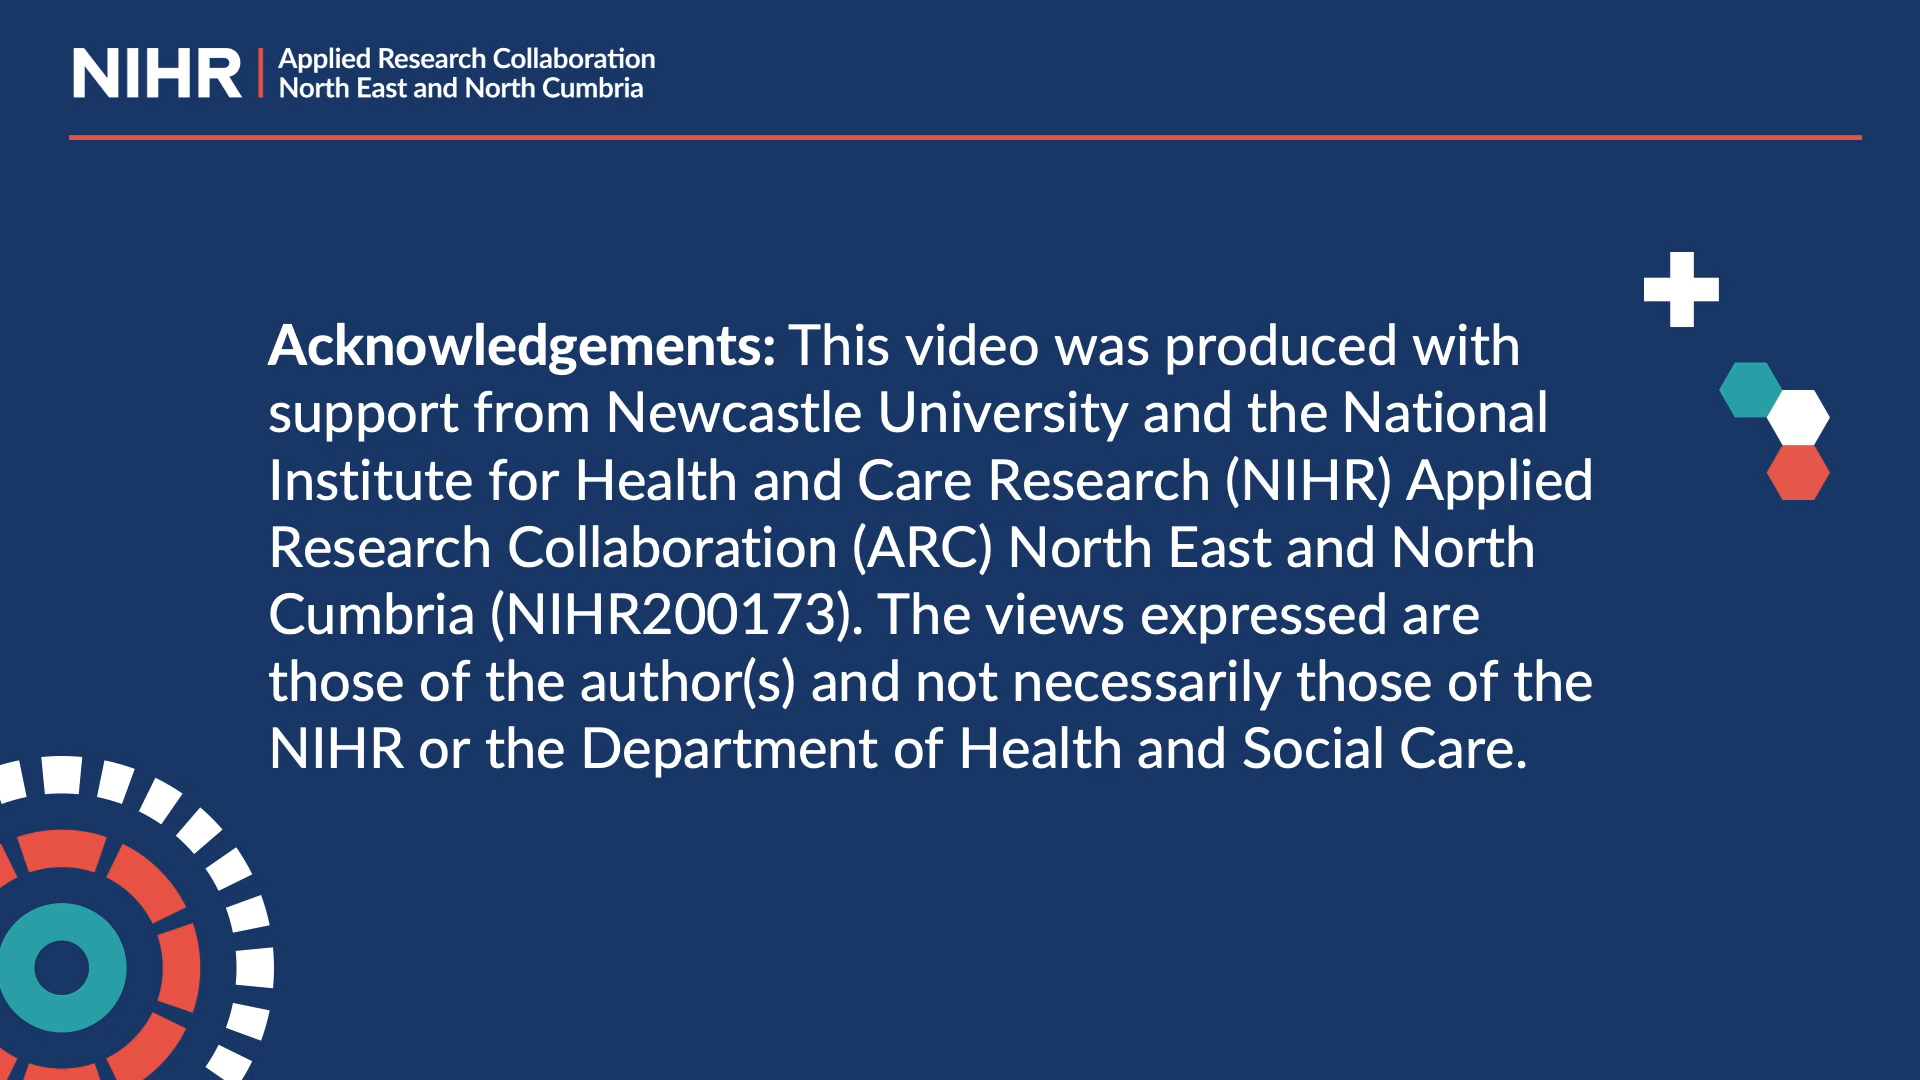 NIHR
Applied Research Collaboration
North East and North Cumbria
Acknowledgements: This video was produced with
support from Newcastle University and the National
Institute for Health and Care Research (NIHR) Applied
Research Collaboration (ARC) North East and North
Cumbria (NIHR200173). The views expressed are
those of the author(s) and not necessarily those of the
NIHR or the Department of Health and Social Care.